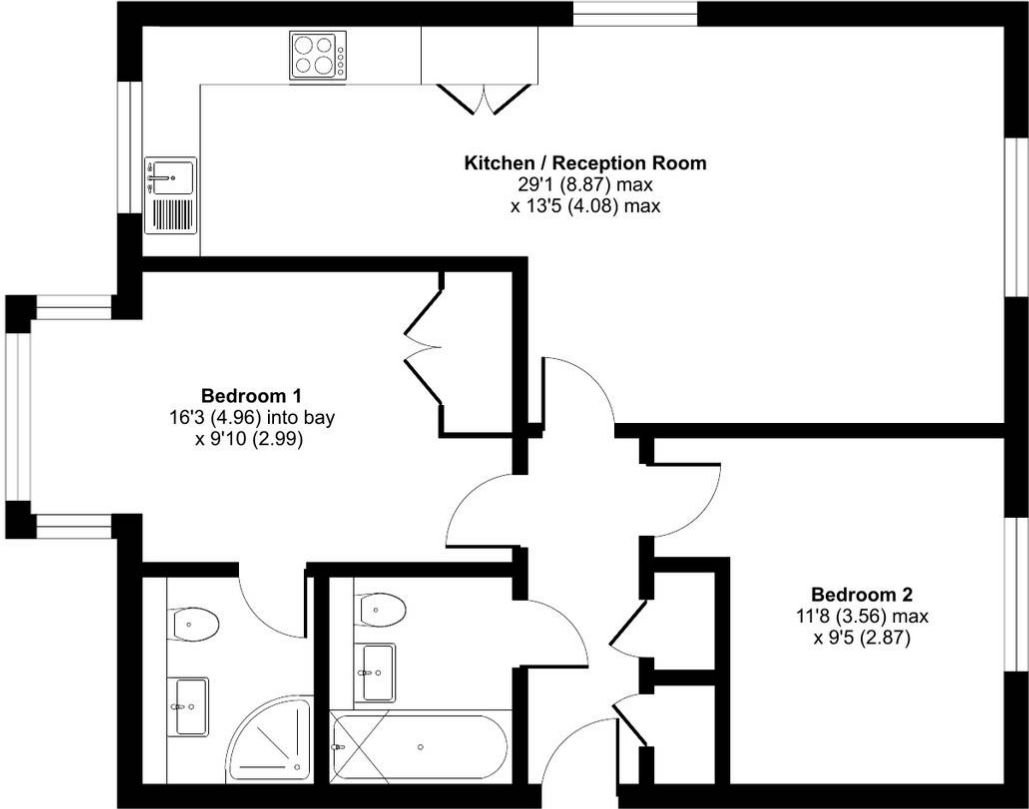 Kitchen / Reception Room
29'1 (8.87) max
x 13'5 (4.08) max
Bedroom 1
16'3 (4.96) into bay
x 9'10 (2.99)
Bedroom 2
11'8 (3.56) max
x 9'5 (2.87)